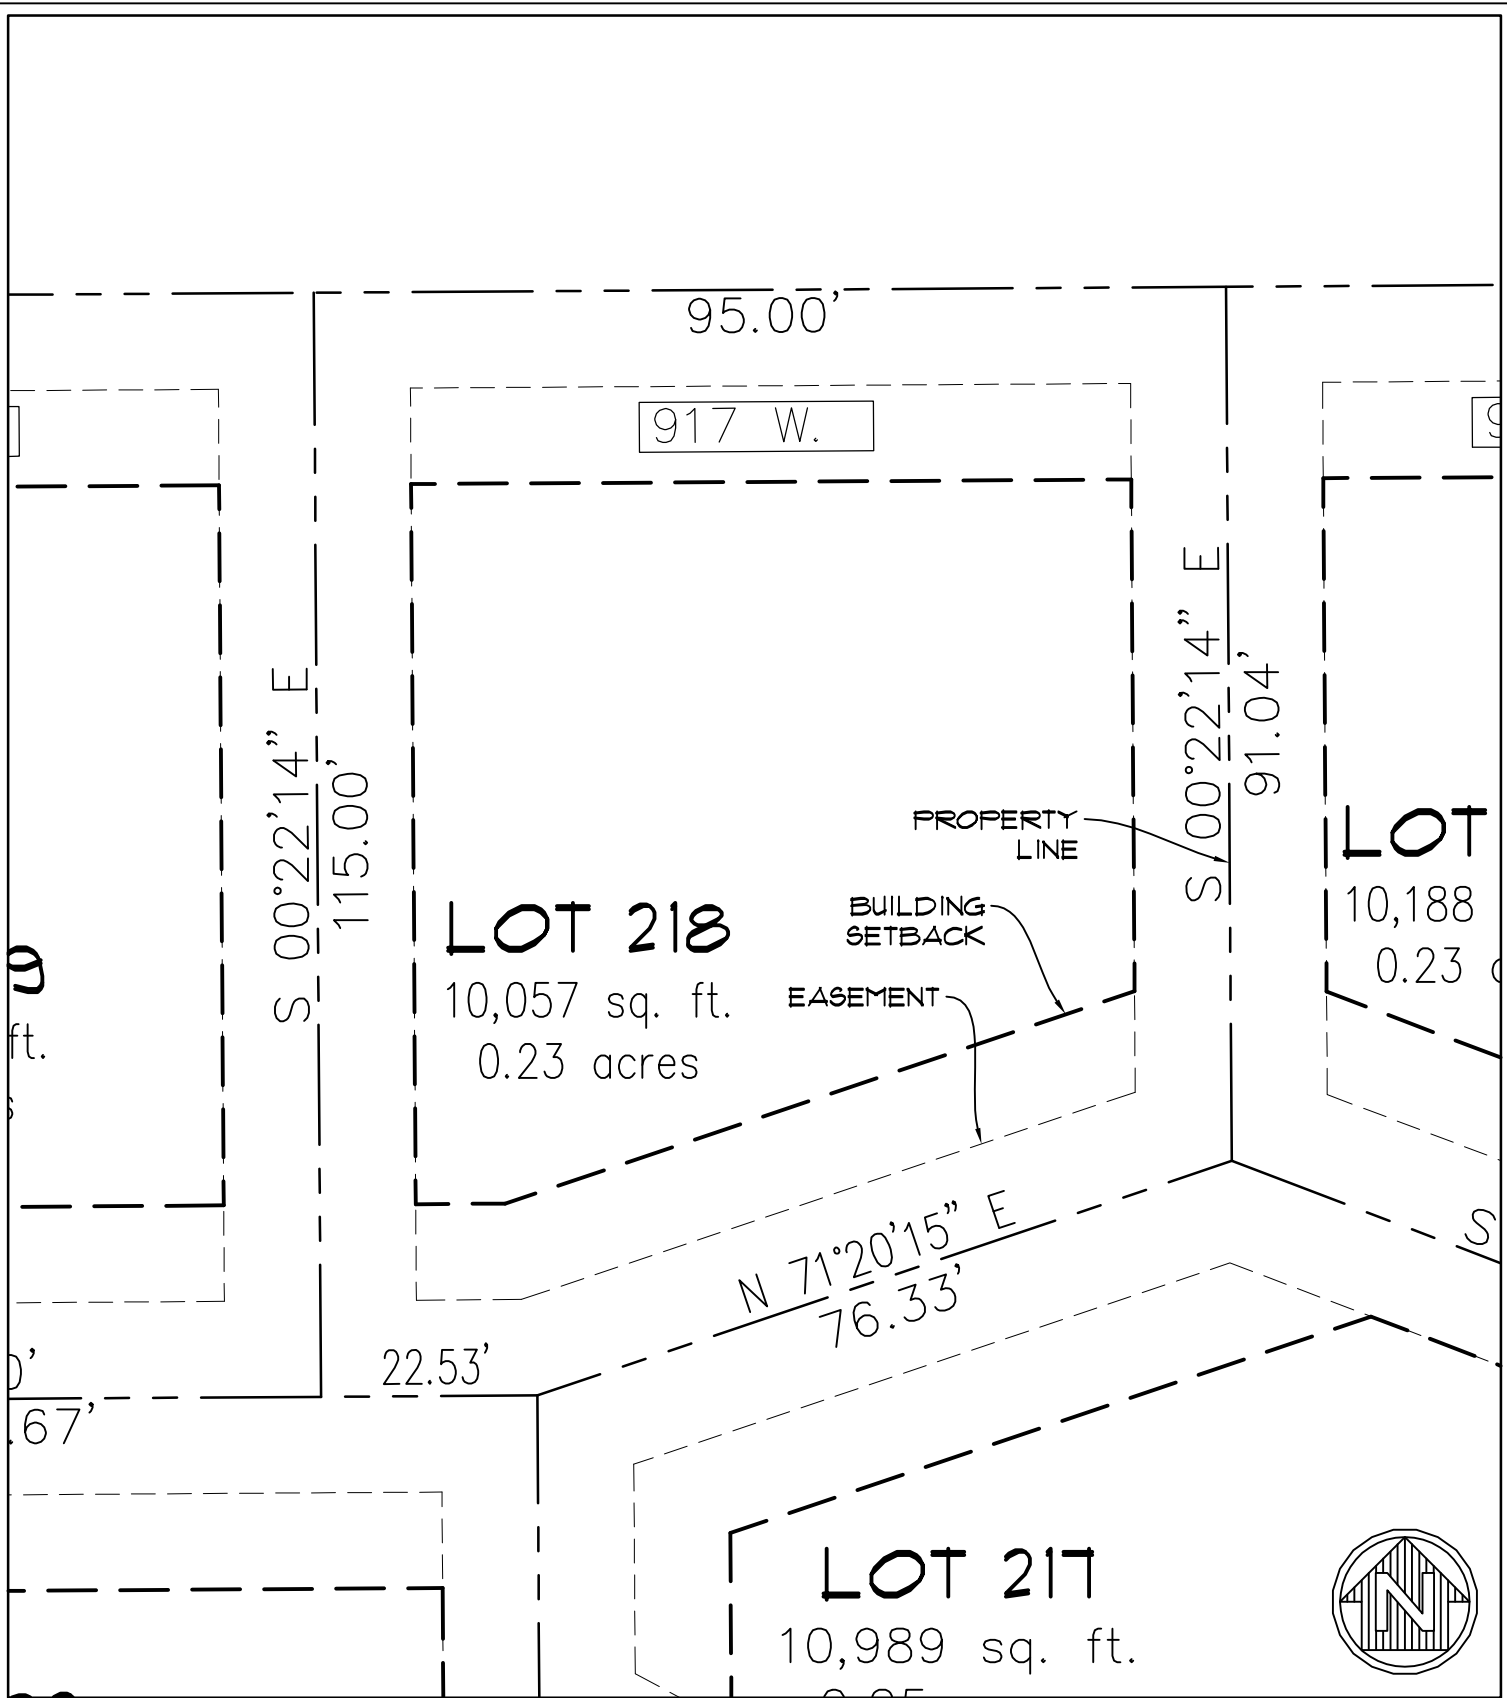 95.00'
917 W.
S 00°22'14" E
115.00'
S 00°22'14" E
91.04'
PROPERTY
LINE
BUILDING
SETBACK
EASEMENT
LOT 218
10,057 sq. ft.
0.23 acres
LOT
10,188
0.23
9
ft.
N 71°20'15" E
76.33'
S
22.53'
0'
.67'
LOT 217
10,989 sq. ft.
N